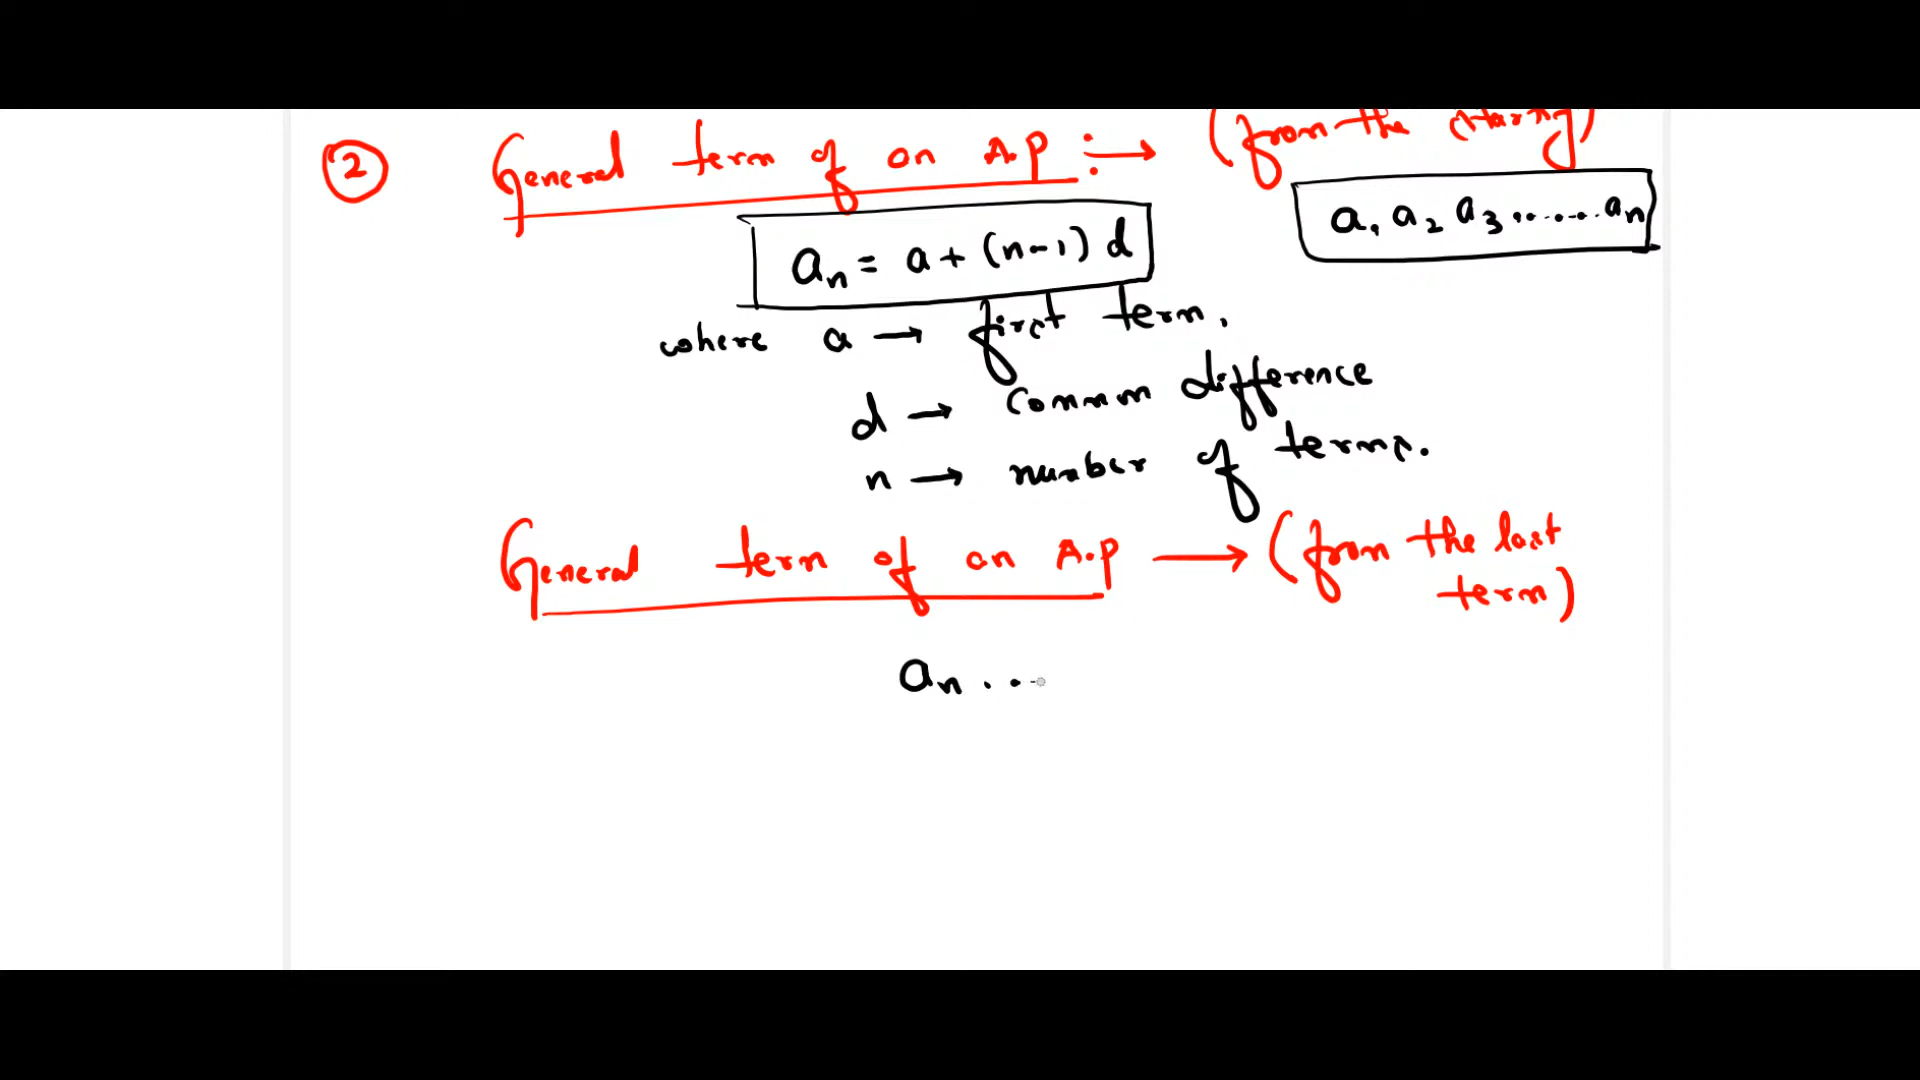 ② General term of an A.P :→ (from the starting)
a₁ a₂ a₃ ....... aₙ
aₙ = a + (n-1) d
where a → first term.
d → Common difference
n → number of terms.
General term of an A.P → (from the last
term)
aₙ ...